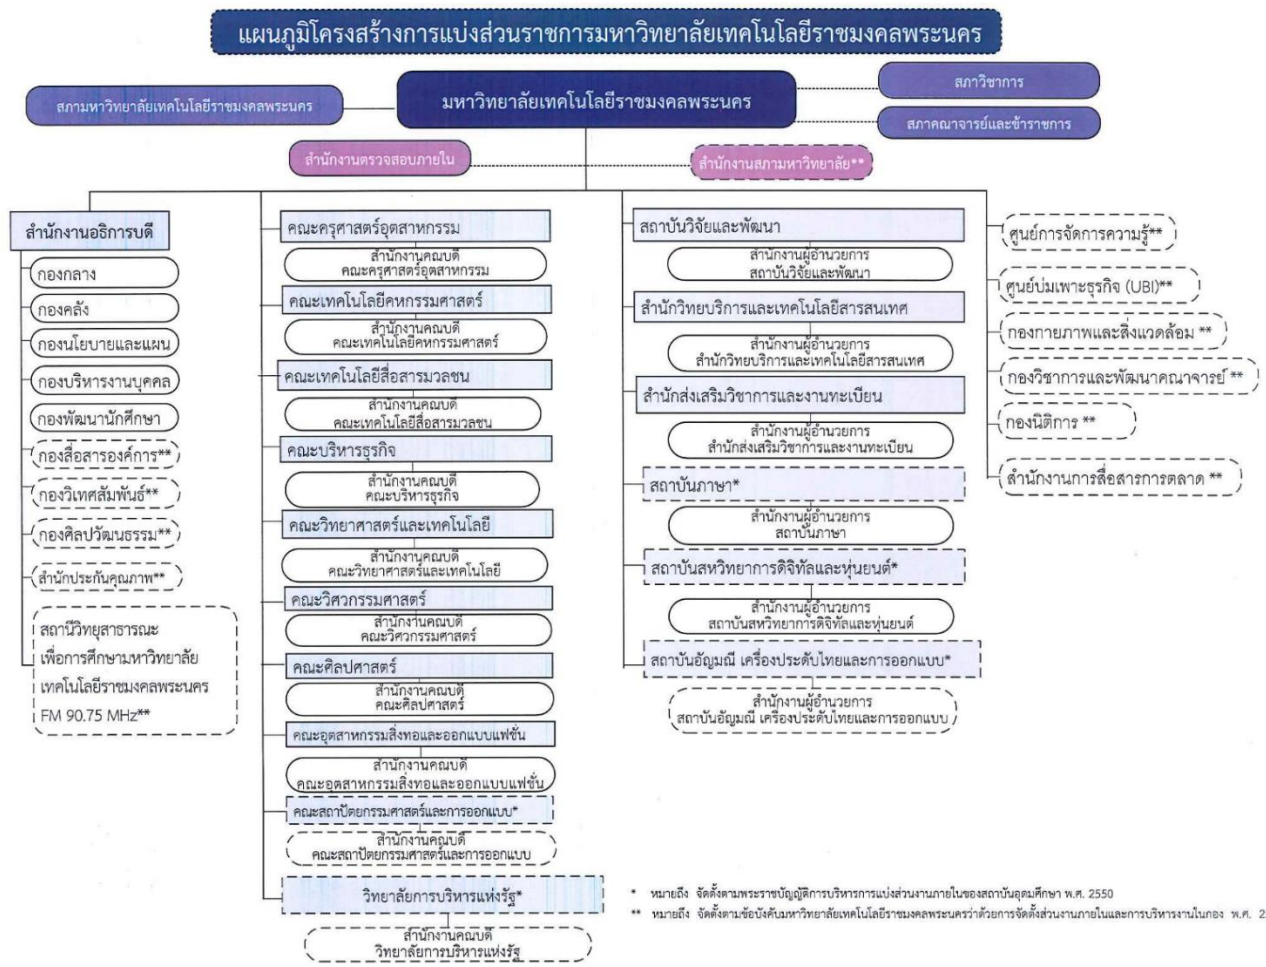 แผนภูมิโครงสร้างการแบ่งส่วนราชการมหาวิทยาลัยเทคโนโลยีราชมงคลพระนคร
สภามหาวิทยาลัยเทคโนโลยีราชมงคลพระนคร
มหาวิทยาลัยเทคโนโลยีราชมงคลพระนคร
สภาวิชาการ
สภาคณาจารย์และข้าราชการ
สำนักงานตรวจสอบภายใน
สำนักงานสภามหาวิทยาลัย**
สำนักงานอธิการบดี
กองกลาง
กองคลัง
กองนโยบายและแผน
กองบริหารงานบุคคล
กองพัฒนานักศึกษา
กองสื่อสารองค์การ**
กองวิเทศสัมพันธ์**
กองศิลปวัฒนธรรม**
สำนักประกันคุณภาพ**
สถานีวิทยุสาธารณะ
เพื่อการศึกษามหาวิทยาลัย
เทคโนโลยีราชมงคลพระนคร
FM 90.75 MHz**
คณะครุศาสตร์อุตสาหกรรม
สำนักงานคณบดี
คณะครุศาสตร์อุตสาหกรรม
คณะเทคโนโลยีคหกรรมศาสตร์
สำนักงานคณบดี
คณะเทคโนโลยีคหกรรมศาสตร์
คณะเทคโนโลยีสื่อสารมวลชน
สำนักงานคณบดี
คณะเทคโนโลยีสื่อสารมวลชน
คณะบริหารธุรกิจ
สำนักงานคณบดี
คณะบริหารธุรกิจ
คณะวิทยาศาสตร์และเทคโนโลยี
สำนักงานคณบดี
คณะวิทยาศาสตร์และเทคโนโลยี
คณะวิศวกรรมศาสตร์
สำนักงานคณบดี
คณะวิศวกรรมศาสตร์
คณะศิลปศาสตร์
สำนักงานคณบดี
คณะศิลปศาสตร์
คณะอุตสาหกรรมสิ่งทอและออกแบบแฟชั่น
สำนักงานคณบดี
คณะอุตสาหกรรมสิ่งทอและออกแบบแฟชั่น
คณะสถาปัตยกรรมศาสตร์และการออกแบบ*
สำนักงานคณบดี
คณะสถาปัตยกรรมศาสตร์และการออกแบบ
วิทยาลัยการบริหารแห่งรัฐ*
สำนักงานคณบดี
วิทยาลัยการบริหารแห่งรัฐ
สถาบันวิจัยและพัฒนา
สำนักงานผู้อำนวยการ
สถาบันวิจัยและพัฒนา
สำนักวิทยบริการและเทคโนโลยีสารสนเทศ
สำนักงานผู้อำนวยการ
สำนักวิทยบริการและเทคโนโลยีสารสนเทศ
สำนักส่งเสริมวิชาการและงานทะเบียน
สำนักงานผู้อำนวยการ
สำนักส่งเสริมวิชาการและงานทะเบียน
สถาบันภาษา*
สำนักงานผู้อำนวยการ
สถาบันภาษา
สถาบันสหวิทยาการดิจิทัลและหุ่นยนต์*
สำนักงานผู้อำนวยการ
สถาบันสหวิทยาการดิจิทัลและหุ่นยนต์
สถาบันอัญมณี เครื่องประดับไทยและการออกแบบ*
สำนักงานผู้อำนวยการ
สถาบันอัญมณี เครื่องประดับไทยและการออกแบบ
ศูนย์การจัดการความรู้**
ศูนย์บ่มเพาะธุรกิจ (UBI)**
กองกายภาพและสิ่งแวดล้อม **
กองวิชาการและพัฒนาคณาจารย์ **
กองนิติการ **
สำนักงานการสื่อสารการตลาด **
* หมายถึง จัดตั้งตามพระราชบัญญัติการบริหารการแบ่งส่วนงานภายในของสถาบันอุดมศึกษา พ.ศ. 2550
** หมายถึง จัดตั้งตามข้อบังคับมหาวิทยาลัยเทคโนโลยีราชมงคลพระนครว่าด้วยการจัดตั้งส่วนงานภายในและการบริหารงานในกอง พ.ศ. 2